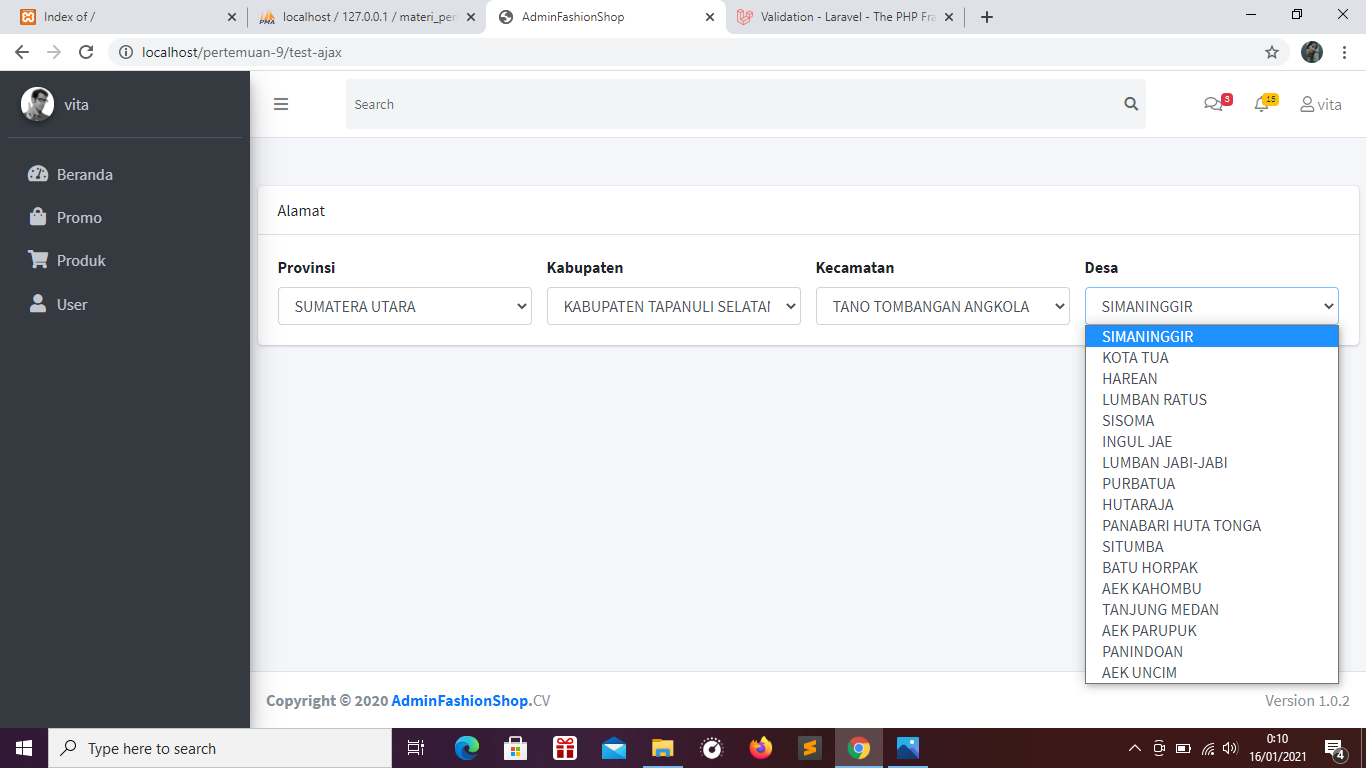 Index of /
localhost / 127.0.0.1 / materi_per
AdminFashionShop
Validation - Laravel - The PHP Fra
localhost/pertemuan-9/test-ajax
vita
Search
3
15
vita
Beranda
Promo
Produk
User
Alamat
Provinsi
Kabupaten
Kecamatan
Desa
SUMATERA UTARA
KABUPATEN TAPANULI SELATAN
TANO TOMBANGAN ANGKOLA
SIMANINGGIR
SIMANINGGIR
KOTA TUA
HAREAN
LUMBAN RATUS
SISOMA
INGUL JAE
LUMBAN JABI-JABI
PURBATUA
HUTARAJA
PANABARI HUTA TONGA
SITUMBA
BATU HORPAK
AEK KAHOMBU
TANJUNG MEDAN
AEK PARUPUK
PANINDOAN
AEK UNCIM
Copyright © 2020 AdminFashionShop.CV
Version 1.0.2
Type here to search
0:10
16/01/2021
4